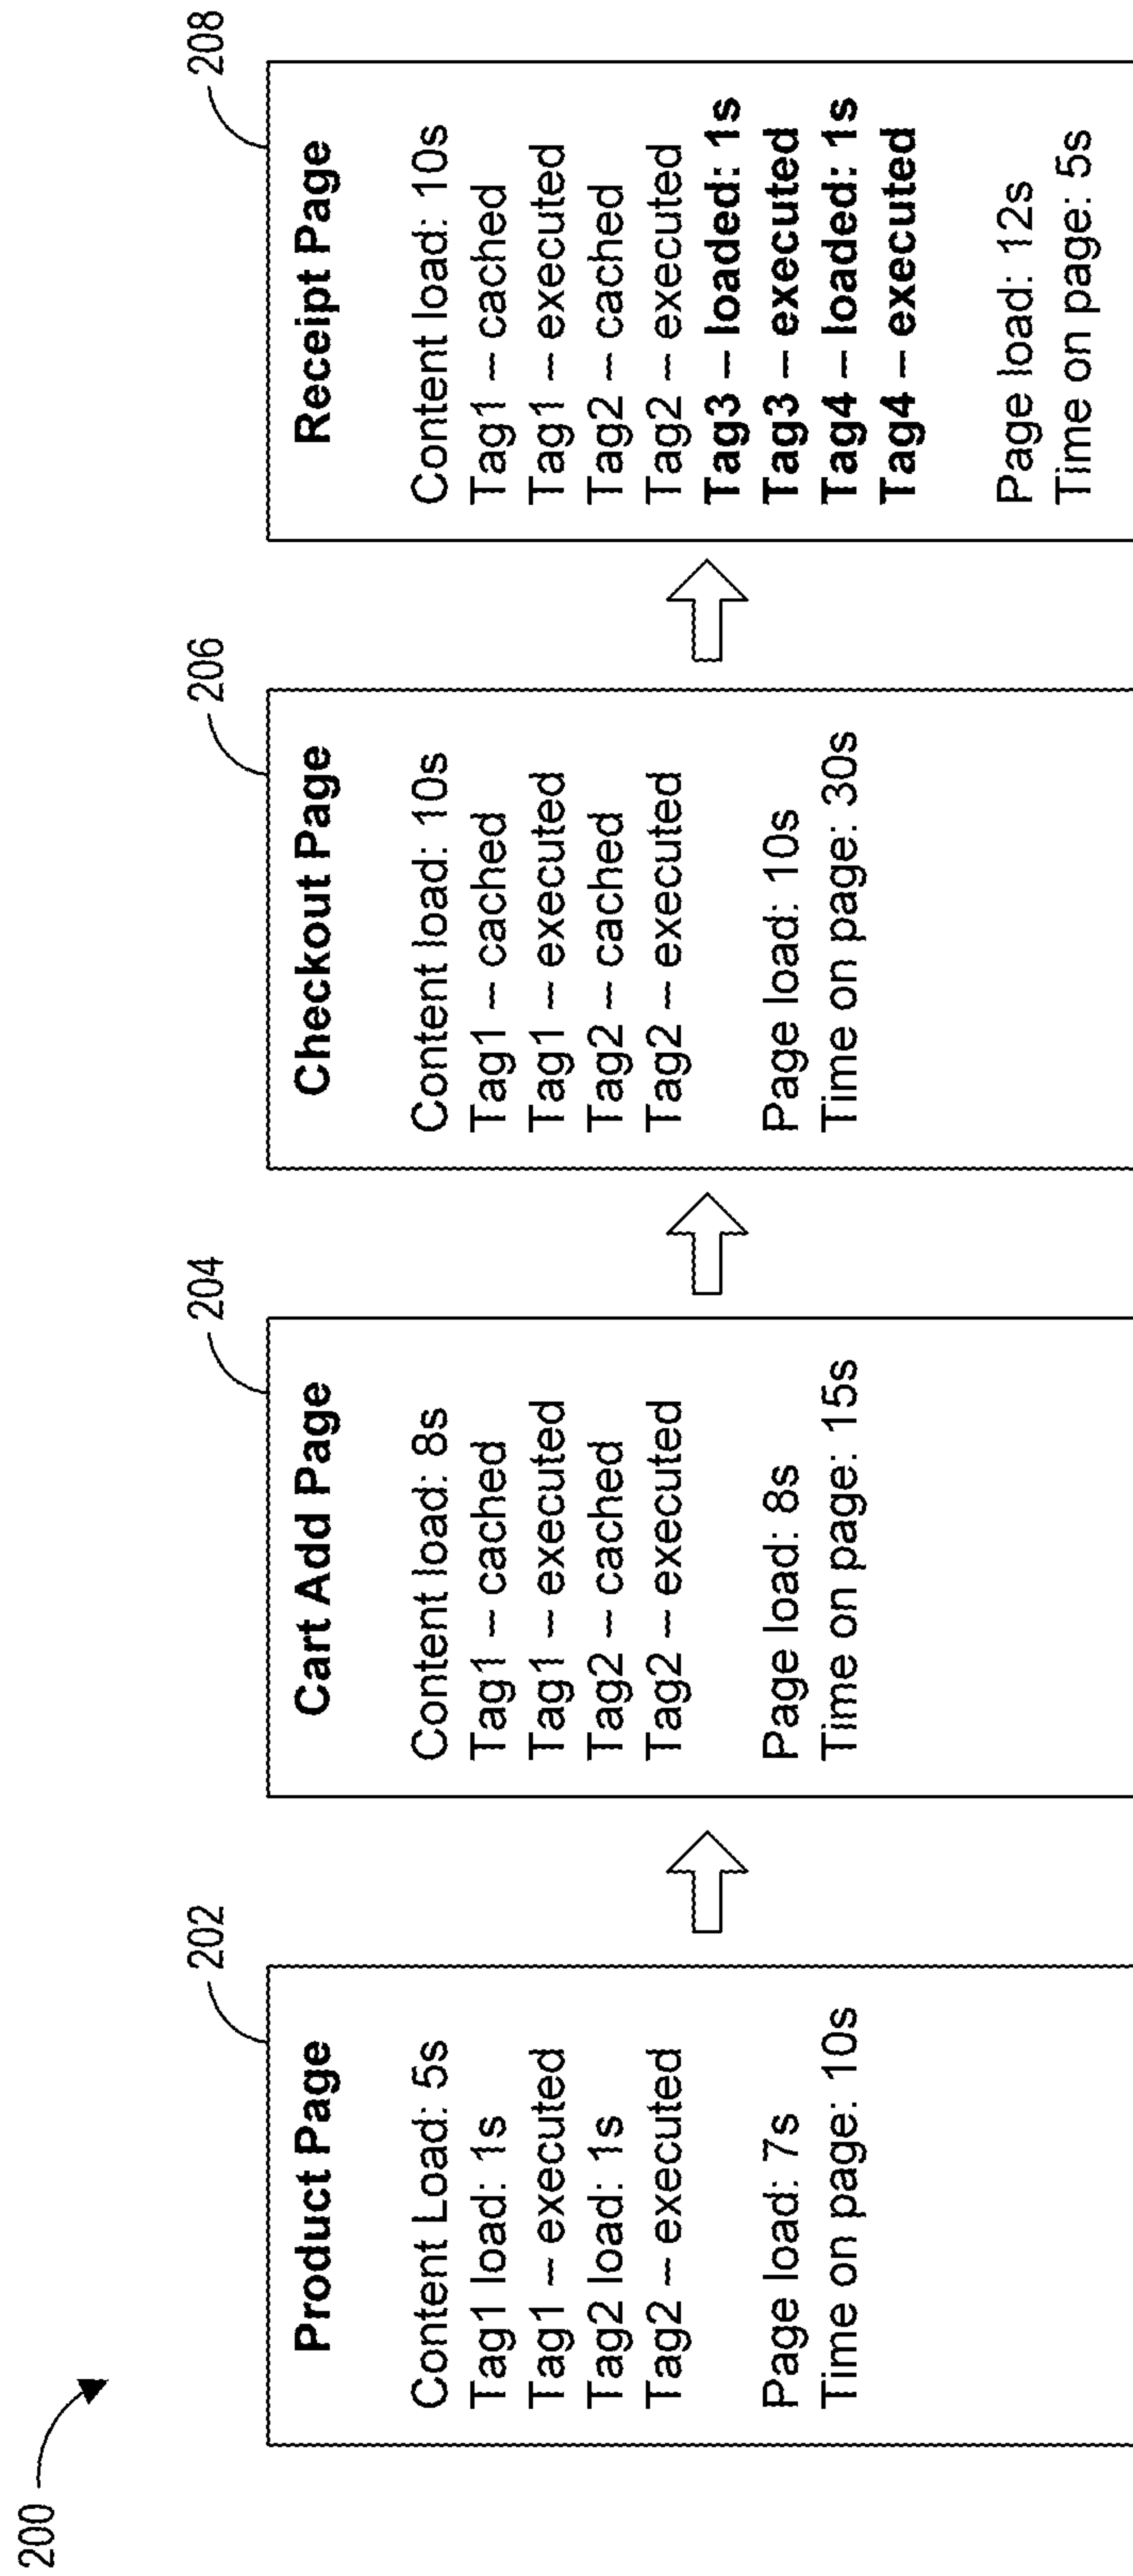 200
202
Product Page
Content Load: 5s
Tag1 load: 1s
Tag1 – executed
Tag2 load: 1s
Tag2 – executed
Page load: 7s
Time on page: 10s
204
Cart Add Page
Content load: 8s
Tag1 – cached
Tag1 – executed
Tag2 – cached
Tag2 – executed
Page load: 8s
Time on page: 15s
206
Checkout Page
Content load: 10s
Tag1 – cached
Tag1 – executed
Tag2 – cached
Tag2 – executed
Page load: 10s
Time on page: 30s
208
Receipt Page
Content load: 10s
Tag1 – cached
Tag1 – executed
Tag2 – cached
Tag2 – executed
Tag3 – loaded: 1s
Tag3 – executed
Tag4 – loaded: 1s
Tag4 – executed
Page load: 12s
Time on page: 5s